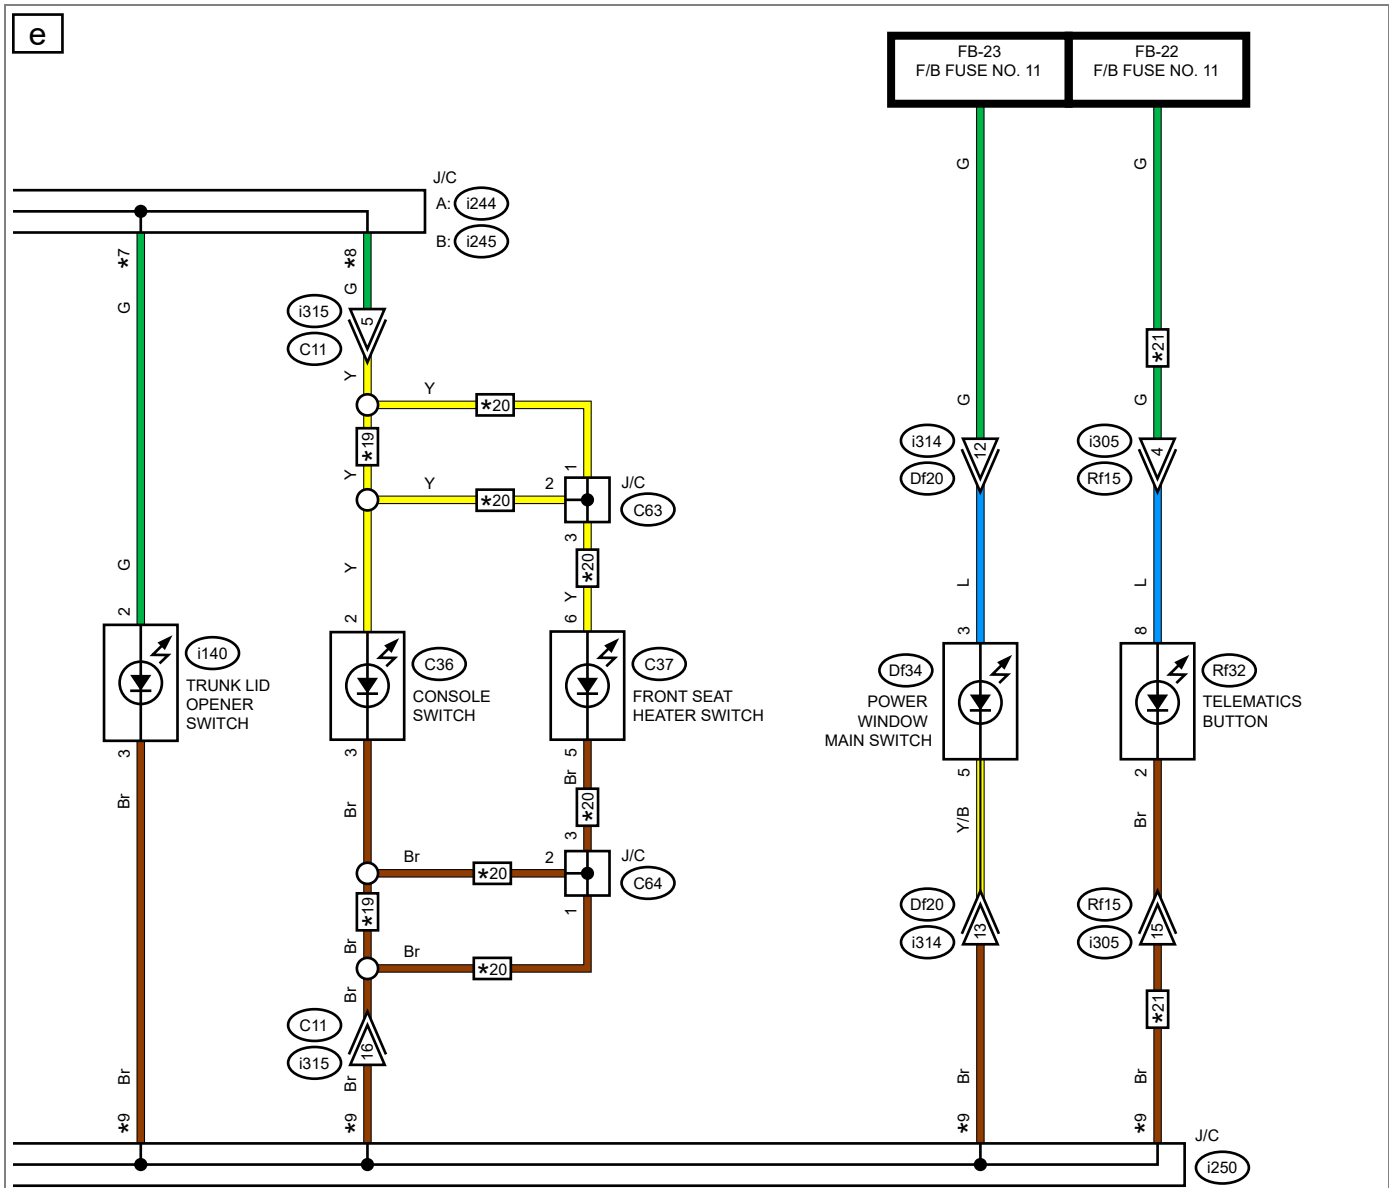 e
FB-23
F/B FUSE NO. 11
FB-22
F/B FUSE NO. 11
G
G
J/C
A: i244
B: i245
*7
*8
G
G
i315
5
C11
*21
Y
Y
*20
G
G
*19
i314
12
Df20
i305
4
Rf15
Y
Y
*20
1
2
J/C
C63
3
*20
G
Y
Y
L
L
2
2
6
3
8
i140
TRUNK LID
OPENER
SWITCH
C36
CONSOLE
SWITCH
C37
FRONT SEAT
HEATER SWITCH
Df34
POWER
WINDOW
MAIN SWITCH
Rf32
TELEMATICS
BUTTON
3
3
5
5
2
Br
Br
Br
*20
Y/B
Br
3
Br
*20
2
J/C
C64
1
*19
Df20
13
i314
Rf15
15
i305
Br
Br
*20
Br
*21
C11
16
i315
Br
Br
Br
Br
*9
*9
*9
*9
J/C
i250